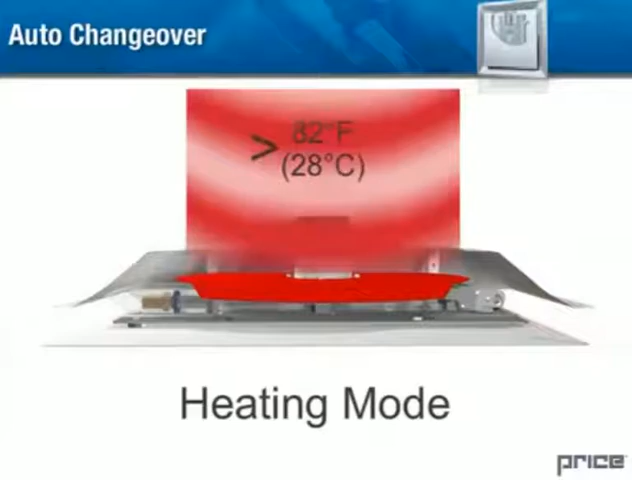 Auto Changeover
> 82°F
(28°C)
Heating Mode
price